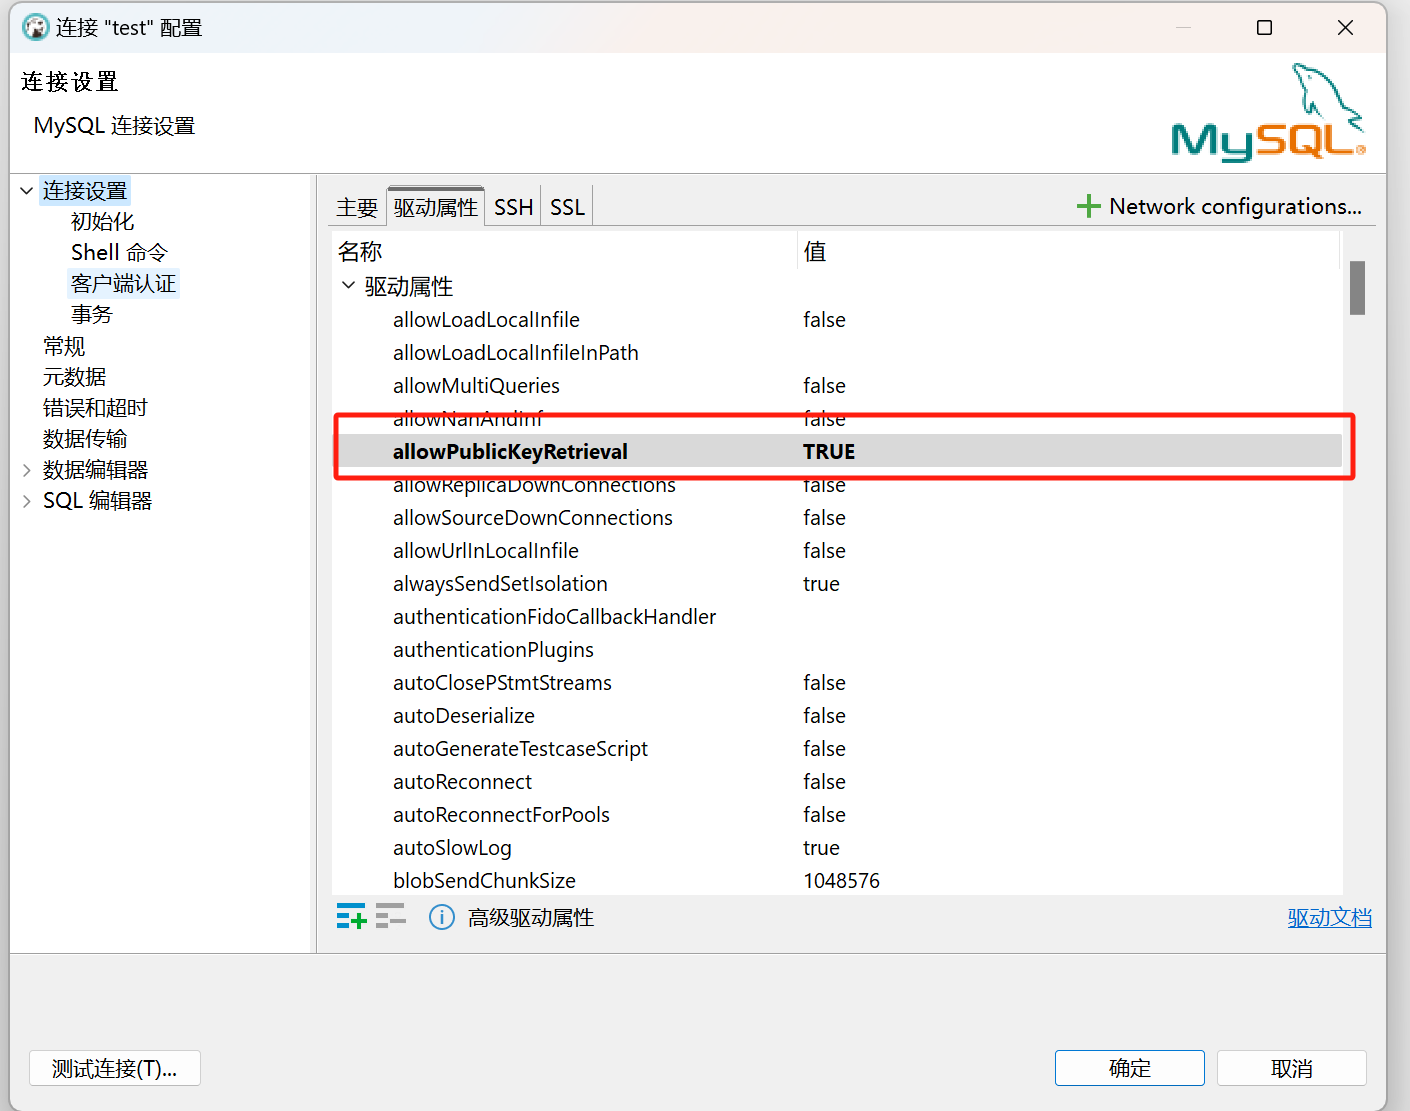 连接 "test" 配置
连接设置
MySQL 连接设置
MySQL
连接设置
初始化
Shell 命令
客户端认证
事务
常规
元数据
错误和超时
数据传输
数据编辑器
SQL 编辑器
主要 驱动属性 SSH SSL Network configurations...
名称 值
驱动属性
allowLoadLocalInfile false
allowLoadLocalInfileInPath
allowMultiQueries false
allowNanAndInf false
allowPublicKeyRetrieval TRUE
allowReplicaDownConnections false
allowSourceDownConnections false
allowUrlInLocalInfile false
alwaysSendSetIsolation true
authenticationFidoCallbackHandler
authenticationPlugins
autoClosePStmtStreams false
autoDeserialize false
autoGenerateTestcaseScript false
autoReconnect false
autoReconnectForPools false
autoSlowLog true
blobSendChunkSize 1048576
高级驱动属性 驱动文档
测试连接(T)... 确定 取消